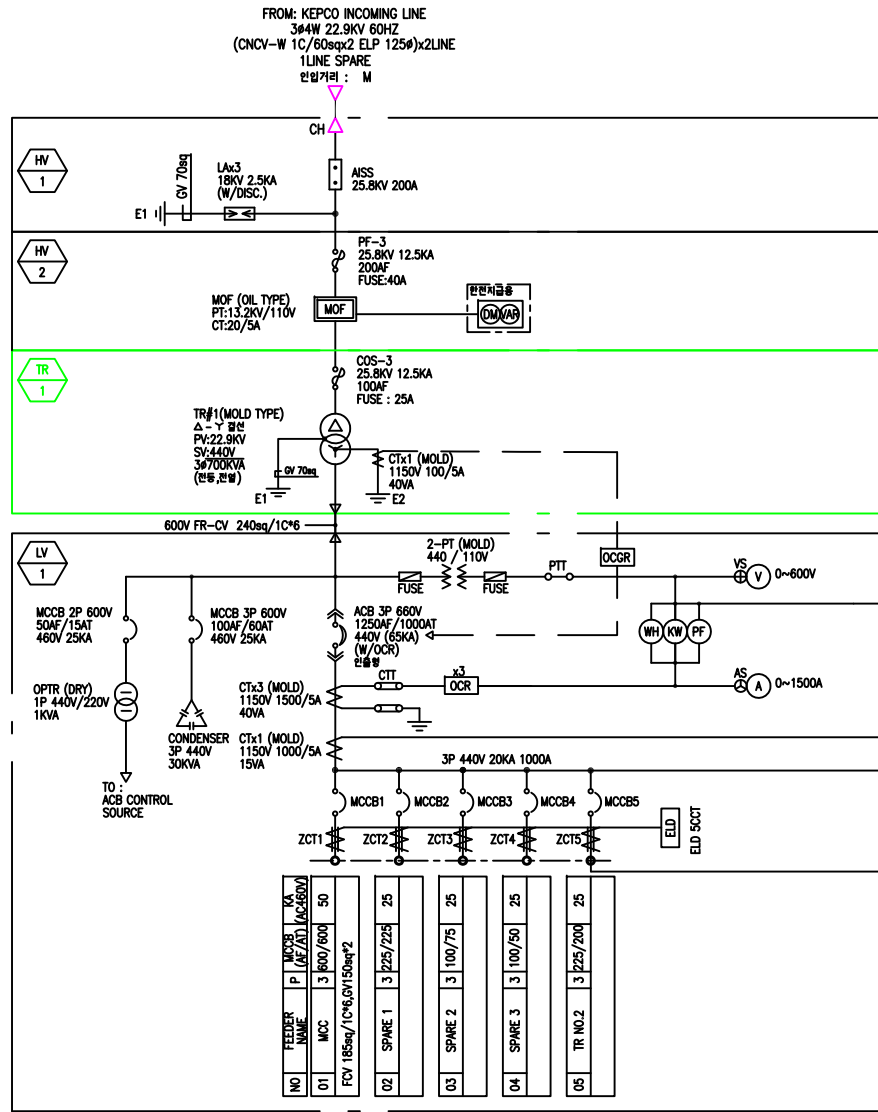 FROM: KEPCO INCOMING LINE
3ø4W 22.9KV 60HZ
(CNCV-W 1C/60sqx2 ELP 125ø)x2LINE
1LINE SPARE
인입거리 : M
CH
HV
1
GV 70sq
LAx3
18KV 2.5KA
(W/DISC.)
E1
AISS
25.8KV 200A
HV
2
PF-3
25.8KV 12.5KA
200AF
FUSE:40A
MOF (OIL TYPE)
PT:13.2KV/110V
CT:20/5A
MOF
한전지급용
DM
VAR
TR
1
COS-3
25.8KV 12.5KA
100AF
FUSE : 25A
TR#1(MOLD TYPE)
△ - Y 결선
PV:22.9KV
SV:440V
3ø700KVA
(전등,전열)
GV 70sq
E1
CTx1 (MOLD)
1150V 100/5A
40VA
E2
600V FR-CV 240sq/1C*6
LV
1
2-PT (MOLD)
440 / 110V
FUSE
FUSE
PTT
OCGR
VS
V
0~600V
MCCB 2P 600V
50AF/15AT
460V 25KA
MCCB 3P 600V
100AF/60AT
460V 25KA
ACB 3P 660V
1250AF/1000AT
440V (65KA)
(W/OCR)
인출형
WH
KW
PF
OPTR (DRY)
1P 440V/220V
1KVA
CTx3 (MOLD)
1150V 1500/5A
40VA
CTT
x3
OCR
AS
A
0~1500A
CONDENSER
3P 440V
30KVA
CTx1 (MOLD)
1150V 1000/5A
15VA
3P 440V 20KA 1000A
TO :
ACB CONTROL
SOURCE
MCCB1
MCCB2
MCCB3
MCCB4
MCCB5
ZCT1
ZCT2
ZCT3
ZCT4
ZCT5
ELD
ELD 5CCT
NO FEEDER NAME P MCCB (AF/AT) KA (AC460V)
01 MCC 3 600/600 50
FCV 185sq/1C*6,GV150sq*2
02 SPARE 1 3 225/225 25
03 SPARE 2 3 100/75 25
04 SPARE 3 3 100/50 25
05 TR NO.2 3 225/200 25